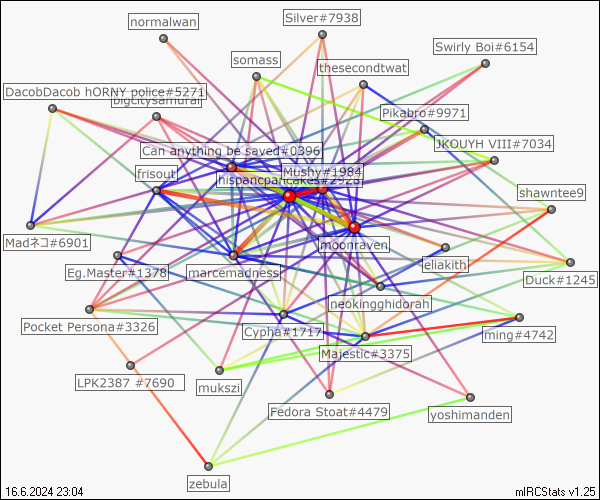 normalwan
Silver#7938
Swirly Boi#6154
somass
thesecondtwat
DacobDacob hORNY police#5271
bigcitysamurai
Pikabro#9971
JKOUYH VIII#7034
Can anything be saved#0396
Mushy#1984
frisout
hispancpancakes#2928
shawntee9
Madネコ#6901
moonraven
eliakith
Eg.Master#1378
marcemadness
Duck#1245
neokingghidorah
Pocket Persona#3326
Cypha#1717
ming#4742
Majestic#3375
LPK2387 #7690
mukszi
Fedora Stoat#4479
yoshimanden
zebula
16.6.2024 23:04
mIRCStats v1.25